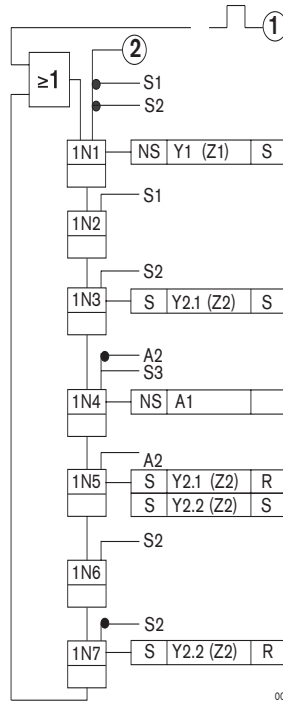 1
2
≥1
S1
S2
1N1 NS Y1 (Z1) S
S1
1N2
S2
1N3 S Y2.1 (Z2) S
A2
S3
1N4 NS A1
A2
1N5 S Y2.1 (Z2) R
S Y2.2 (Z2) S
S2
1N6
S2
1N7 S Y2.2 (Z2) R
00